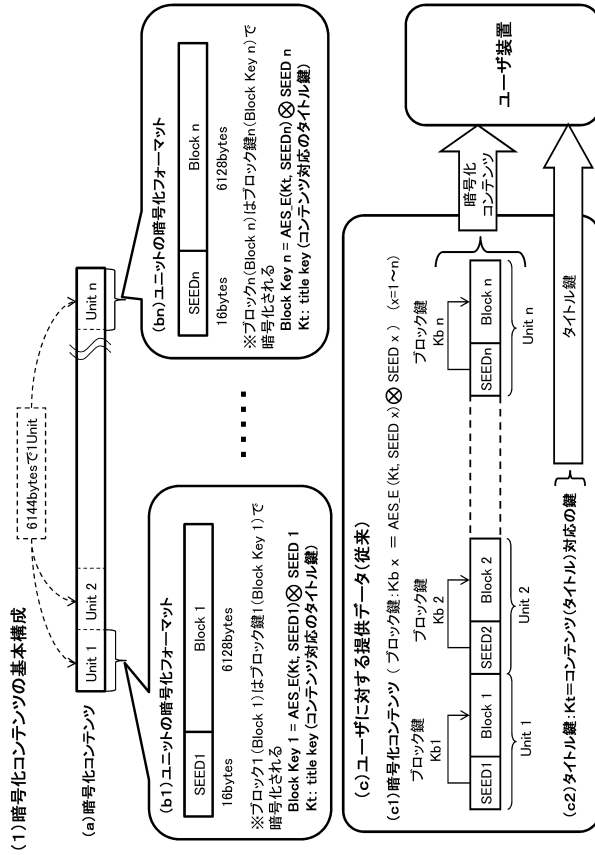 (1)暗号化コンテンツの基本構成
6144bytesで1Unit
(a)暗号化コンテンツ
Unit 1
Unit 2
Unit n
(b1)ユニットの暗号化フォーマット
SEED1
Block 1
16bytes
6128bytes
※ブロック1(Block 1)はブロック鍵1(Block Key 1)で
暗号化される
Block Key 1 = AES_E(Kt, SEED1)⊗ SEED 1
Kt: title key (コンテンツ対応のタイトル鍵)
(bn)ユニットの暗号化フォーマット
SEEDn
Block n
16bytes
6128bytes
※ブロックn(Block n)はブロック鍵n(Block Key n)で
暗号化される
Block Key n = AES_E(Kt, SEEDn)⊗ SEED n
Kt: title key (コンテンツ対応のタイトル鍵)
(c)ユーザに対する提供データ(従来)
(c1)暗号化コンテンツ ( ブロック鍵:Kb x = AES_E (Kt, SEED x)⊗ SEED x ) (x=1~n)
ブロック鍵
Kb1
ブロック鍵
Kb 2
ブロック鍵
Kb n
SEED1
Block 1
SEED2
Block 2
SEEDn
Block n
Unit 1
Unit 2
Unit n
暗号化
コンテンツ
(c2)タイトル鍵:Kt=コンテンツ(タイトル)対応の鍵
タイトル鍵
ユーザ装置